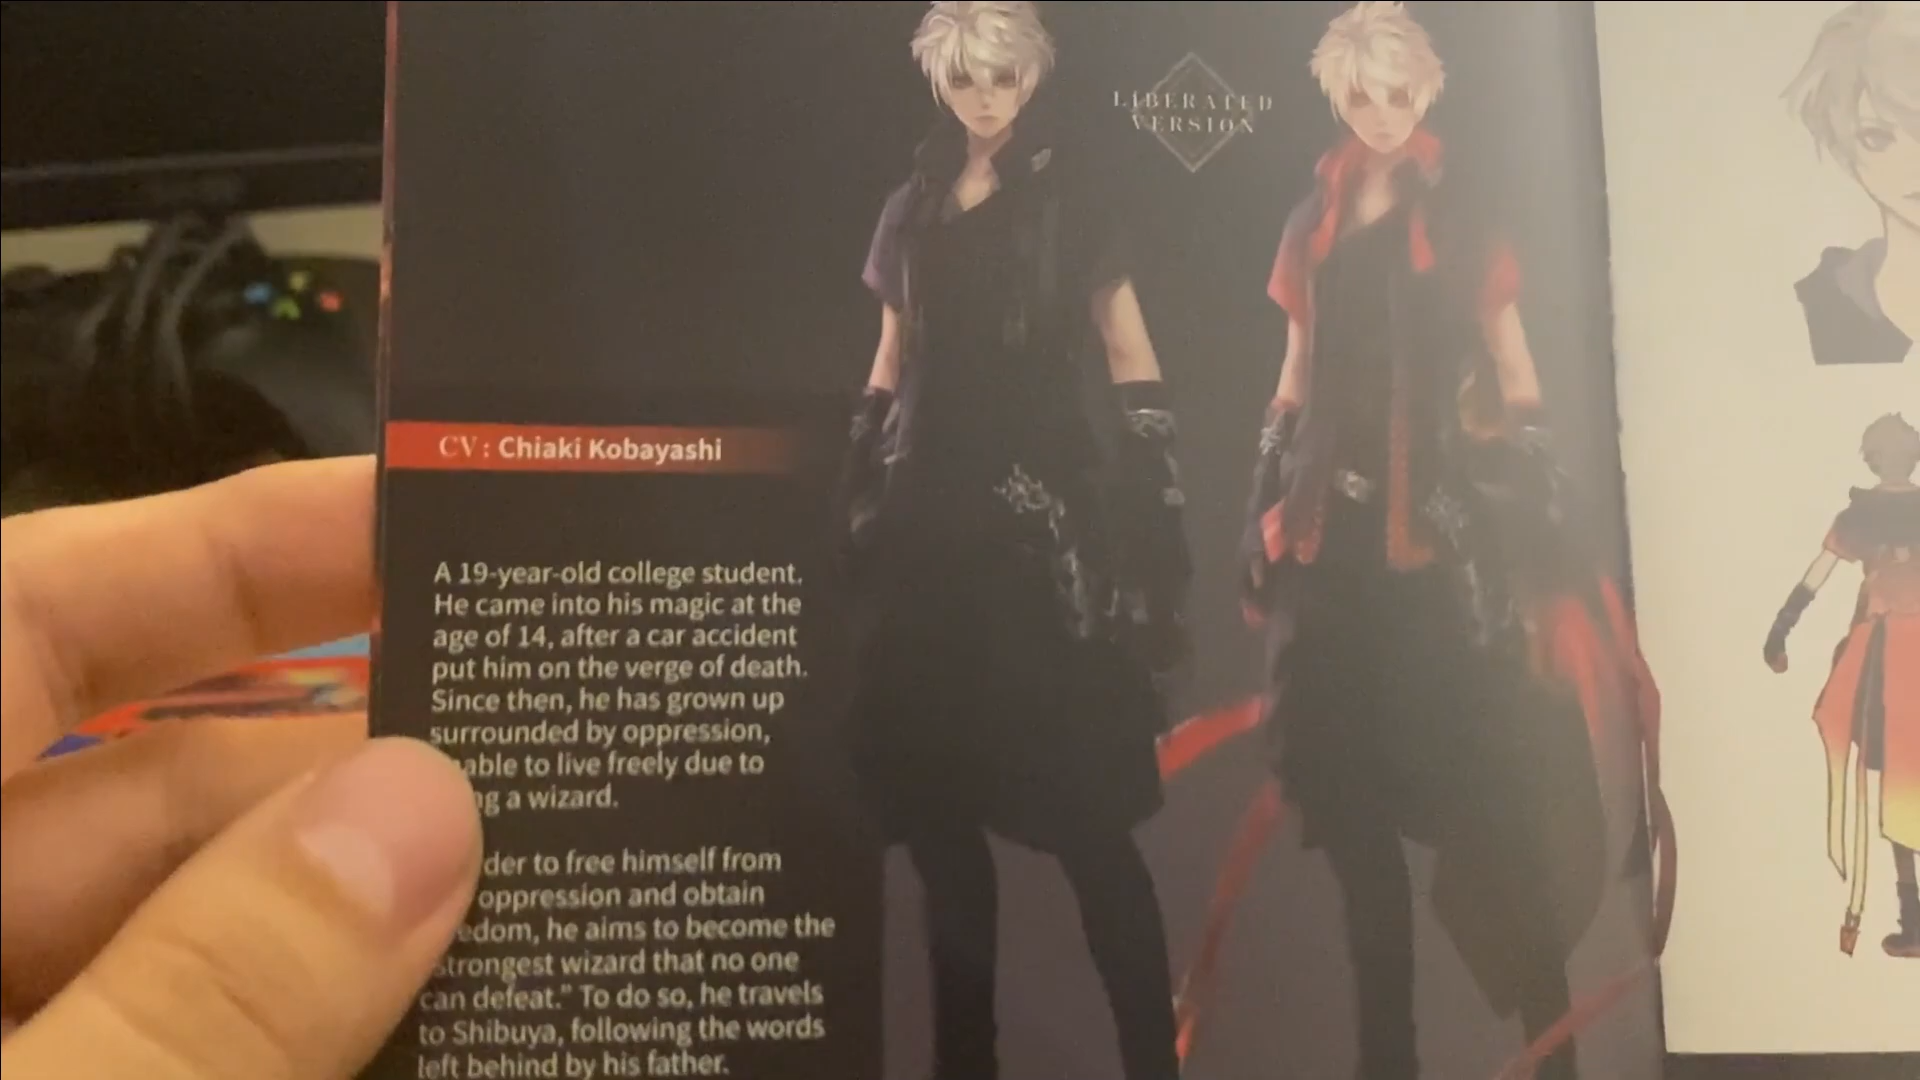 LIBERATED
VERSION
CV: Chiaki Kobayashi
A 19-year-old college student.
He came into his magic at the
age of 14, after a car accident
put him on the verge of death.
Since then, he has grown up
surrounded by oppression,
to live freely due to
a wizard.
to free himself from
oppression and obtain
he aims to become the
strongest wizard that no one
can defeat." To do so, he travels
to Shibuya, following the words
left behind by his father.